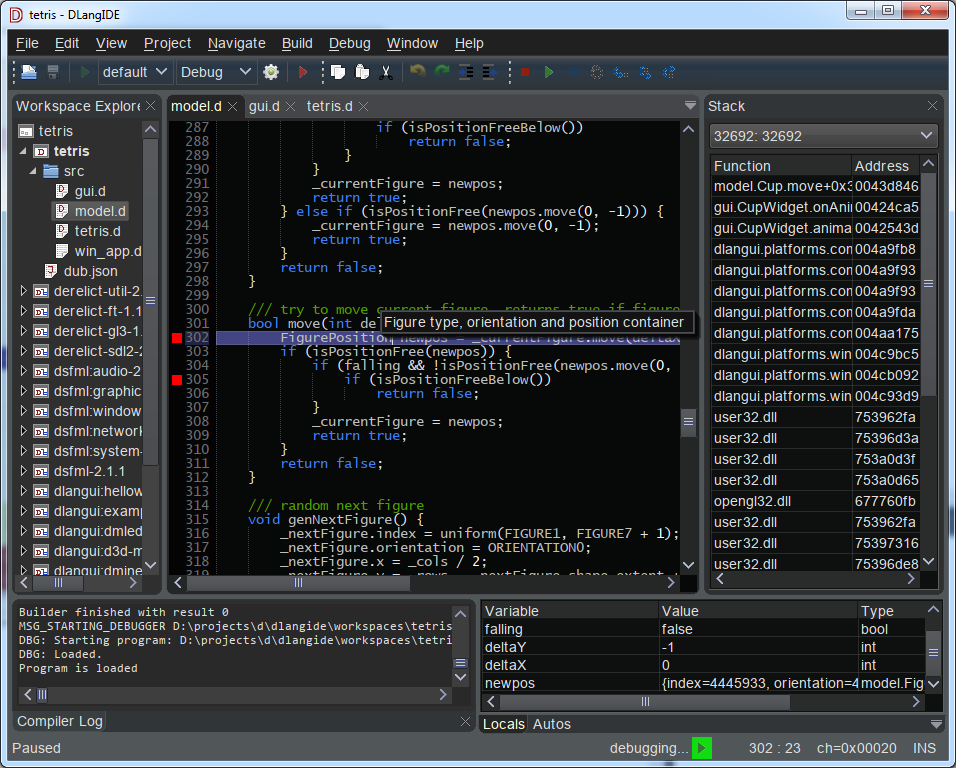 tetris - DLangIDE
File Edit View Project Navigate Build Debug Window Help
default Debug
Workspace Explore
tetris
tetris
src
gui.d
model.d
tetris.d
win_app.d
dub.json
derelict-util-2
derelict-ft-1.1
derelict-gl3-1.
derelict-sdl2-2
dsfml:audio-2
dsfml:graphic
dsfml:window
dsfml:network
dsfml:system-
dsfml-2.1.1
dlangui:hellow
dlangui:examp
dlangui:dmled
dlangui:d3d-m
dlangui:dmine
model.d gui.d tetris.d
287 if (isPositionFreeBelow())
288 return false;
289 }
290 }
291 _currentFigure = newpos;
292 return true;
293 } else if (isPositionFree(newpos.move(0, -1))) {
294 _currentFigure = newpos.move(0, -1);
295 return true;
296 }
297 return false;
298 }
299
300 /// try to move current figure, returns true if figure
301 bool move(int de
Figure type, orientation and position container
302 FigurePosition newpos = _currentFigure.move(deltaX
303 if (isPositionFree(newpos)) {
304 if (falling && !isPositionFree(newpos.move(0,
305 if (isPositionFreeBelow())
306 return false;
307 }
308 _currentFigure = newpos;
309 return true;
310 }
311 return false;
312 }
313
314 /// random next figure
315 void genNextFigure() {
316 _nextFigure.index = uniform(FIGURE1, FIGURE7 + 1);
317 _nextFigure.orientation = ORIENTATION0;
318 _nextFigure.x = _cols / 2;
Stack
32692: 32692
Function Address
model.Cup.move+0x3 0043d846
gui.CupWidget.onAni 00424ca5
gui.CupWidget.anima 0042543d
dlangui.platforms.con 004a9fb8
dlangui.platforms.con 004a9f93
dlangui.platforms.con 004a9f93
dlangui.platforms.con 004a9fda
dlangui.platforms.con 004aa175
dlangui.platforms.win 004c9bc5
dlangui.platforms.win 004cb092
dlangui.platforms.win 004c93d9
user32.dll 753962fa
user32.dll 75396d3a
user32.dll 753a0d3f
user32.dll 753a0d65
opengl32.dll 677760fb
user32.dll 753962fa
user32.dll 75397316
user32.dll 75396de8
Builder finished with result 0
MSG_STARTING_DEBUGGER D:\projects\d\dlangide\workspaces\tetris
DBG: Starting program: D:\projects\d\dlangide\workspaces\tetri
DBG: Loaded.
Program is loaded
Compiler Log
Variable Value Type
falling false bool
deltaY -1 int
deltaX 0 int
newpos {index=4445933, orientation=4 model.Fig
Locals Autos
Paused debugging... 302 : 23 ch=0x00020 INS